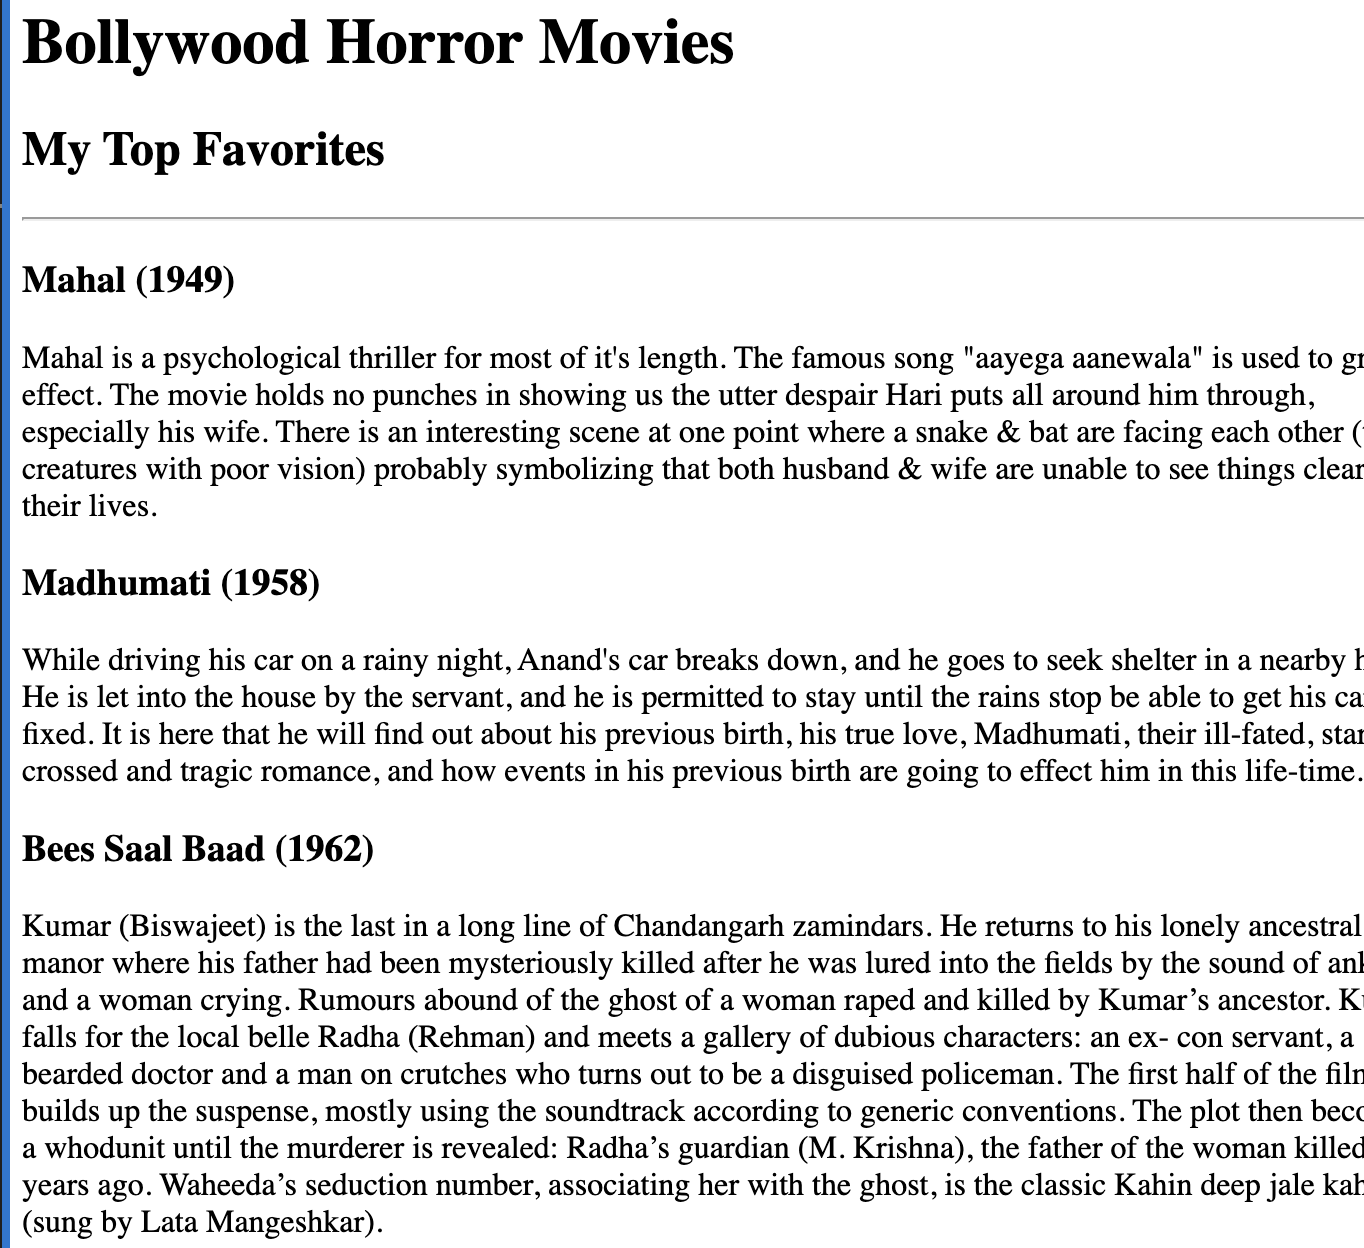 Bollywood Horror Movies
My Top Favorites
Mahal (1949)
Mahal is a psychological thriller for most of it's length. The famous song "aayega aanewala" is used to
effect. The movie holds no punches in showing us the utter despair Hari puts all around him through,
especially his wife. There is an interesting scene at one point where a snake & bat are facing each other
creatures with poor vision) probably symbolizing that both husband & wife are unable to see things
their lives.
Madhumati (1958)
While driving his car on a rainy night, Anand's car breaks down, and he goes to seek shelter in a nearby
He is let into the house by the servant, and he is permitted to stay until the rains stop be able to get his
fixed. It is here that he will find out about his previous birth, his true love, Madhumati, their ill-fated,
crossed and tragic romance, and how events in his previous birth are going to effect him in this life-time.
Bees Saal Baad (1962)
Kumar (Biswajeet) is the last in a long line of Chandangarh zamindars. He returns to his lonely ancestral
manor where his father had been mysteriously killed after he was lured into the fields by the sound of
and a woman crying. Rumours abound of the ghost of a woman raped and killed by Kumar’s ancestor.
falls for the local belle Radha (Rehman) and meets a gallery of dubious characters: an ex- con servant, a
bearded doctor and a man on crutches who turns out to be a disguised policeman. The first half of the
builds up the suspense, mostly using the soundtrack according to generic conventions. The plot then
a whodunit until the murderer is revealed: Radha’s guardian (M. Krishna), the father of the woman killed
years ago. Waheeda’s seduction number, associating her with the ghost, is the classic Kahin deep jale
(sung by Lata Mangeshkar).